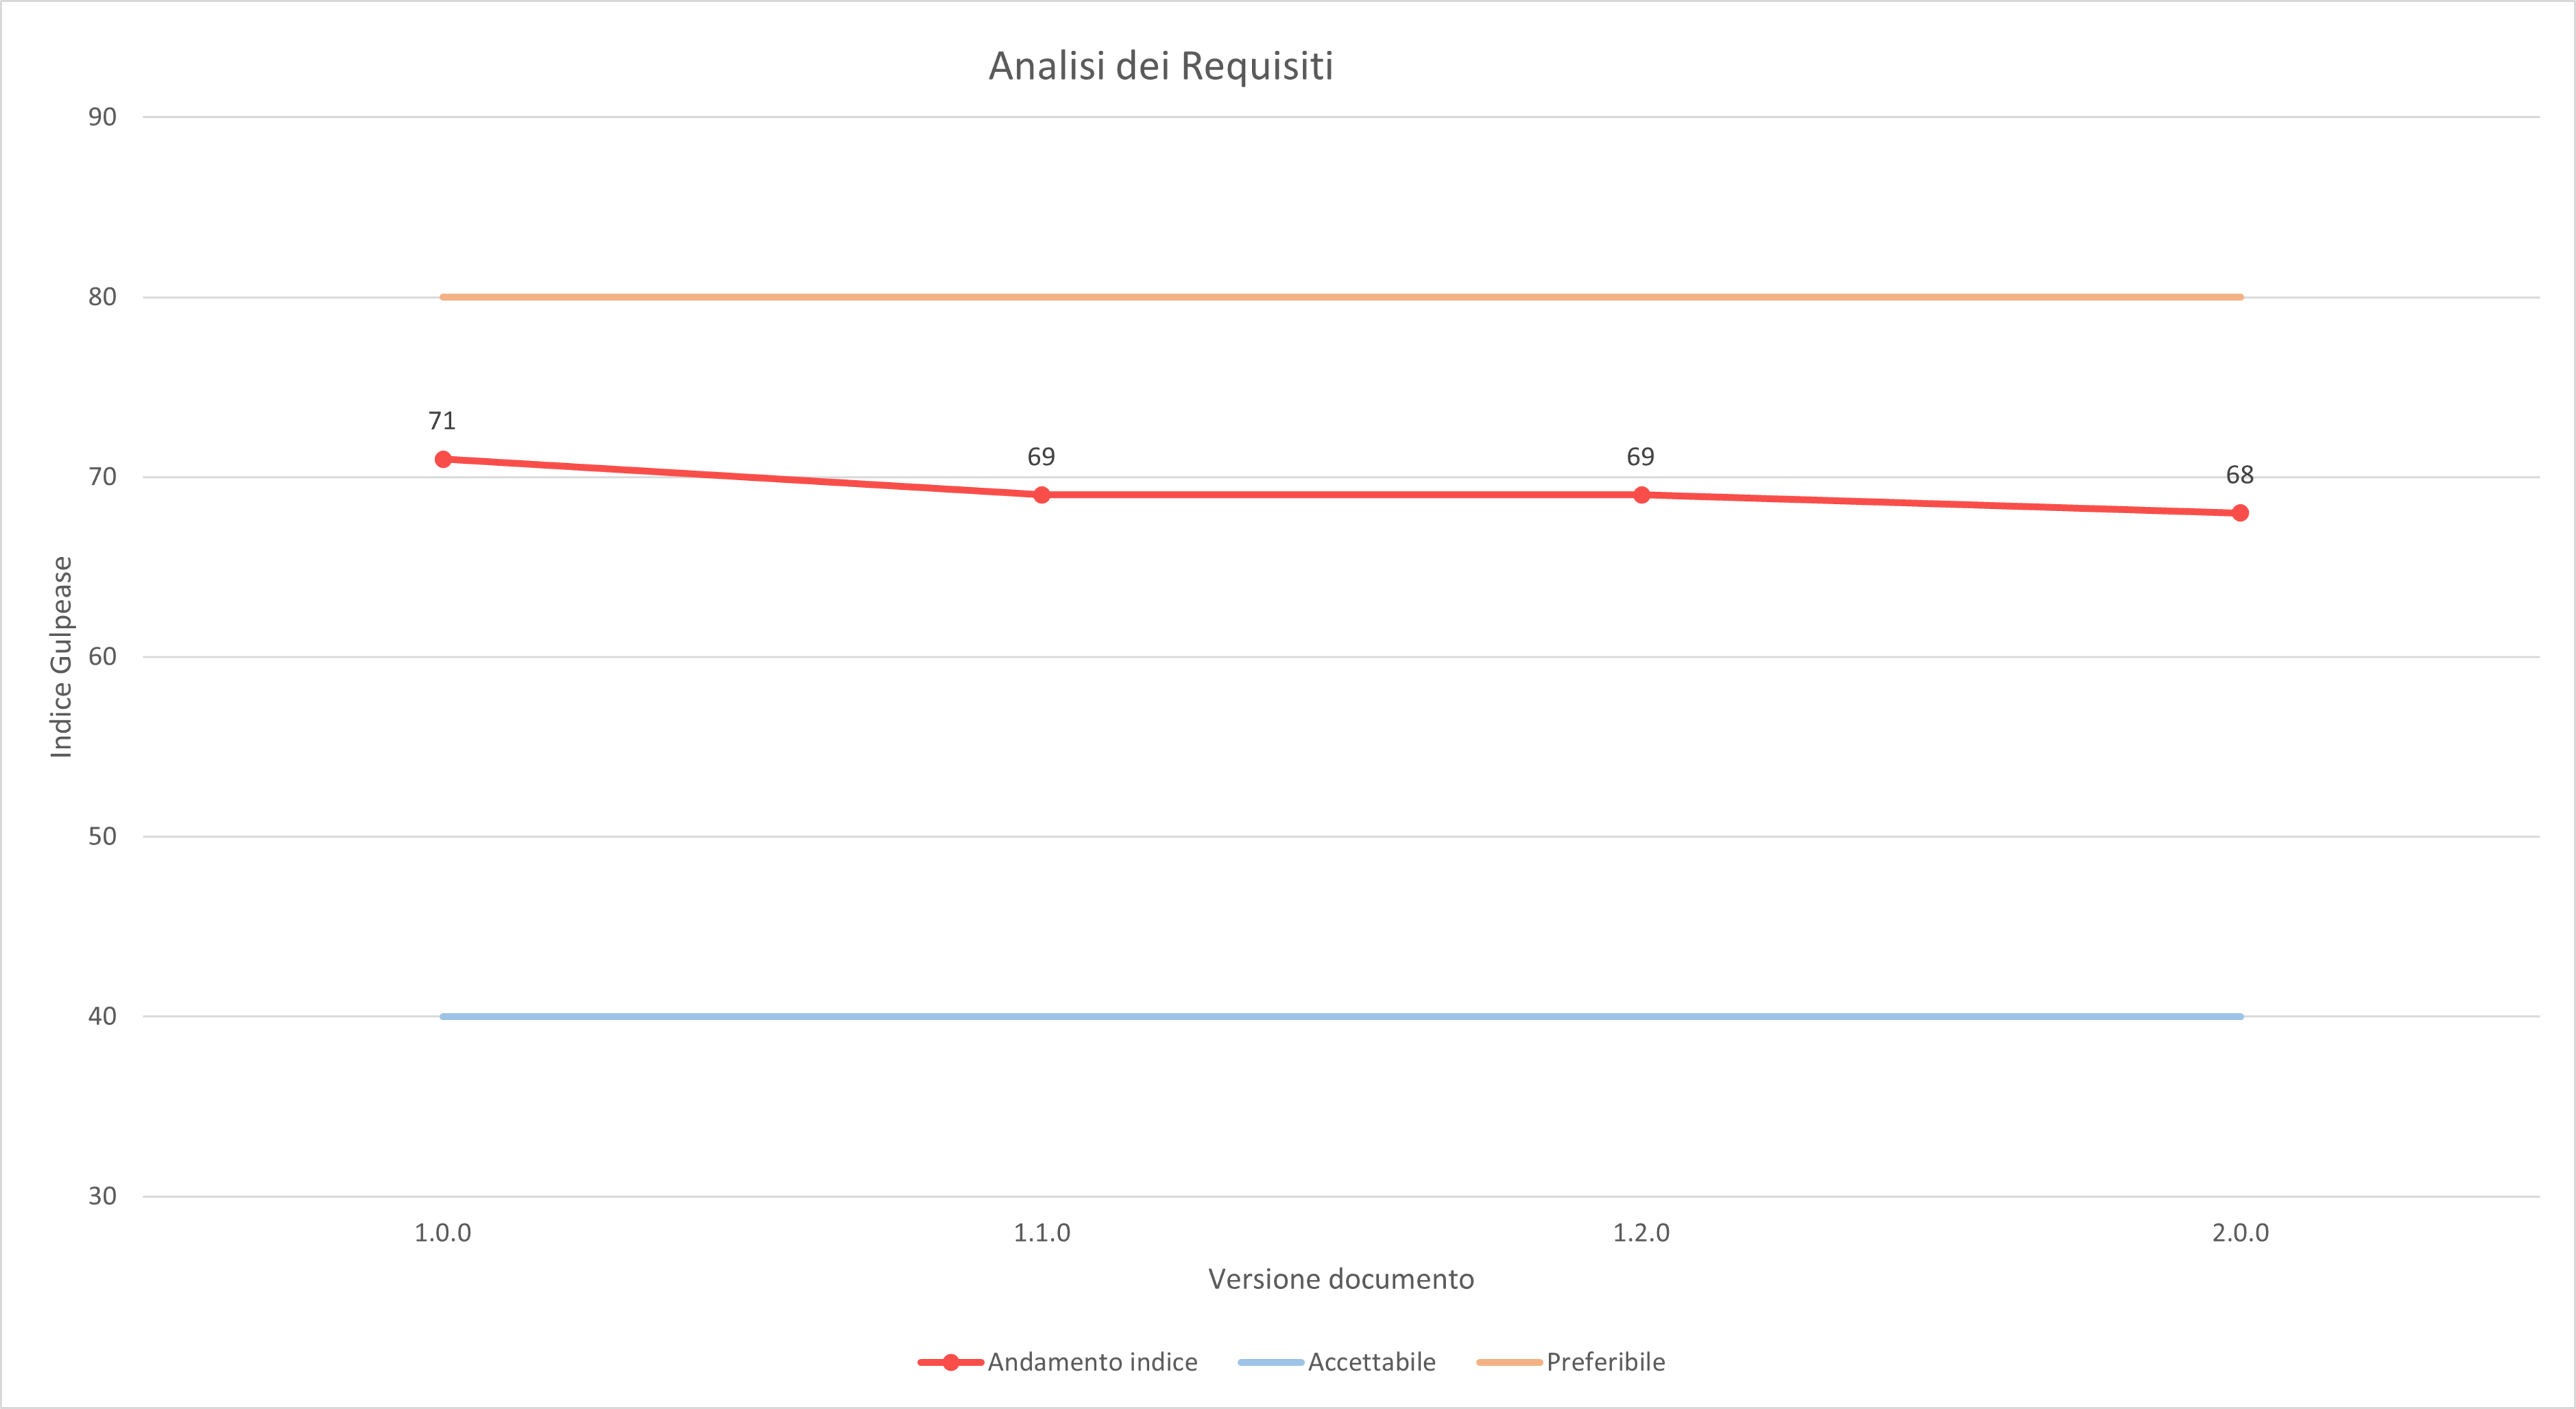 Analisi dei Requisiti
90
80
70
60
50
40
30
Indice Gulpease
71
69
69
68
1.0.0
1.1.0
1.2.0
2.0.0
Versione documento
Andamento indice
Accettabile
Preferibile